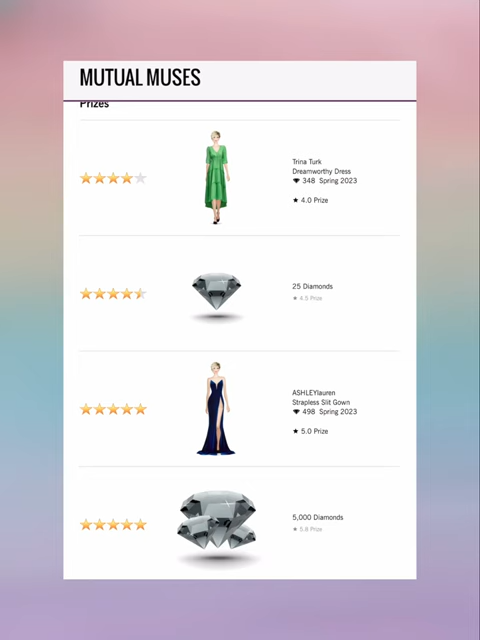 MUTUAL MUSES
Prizes
Trina Turk
Dreamworthy Dress
348 Spring 2023
★ 4.0 Prize
25 Diamonds
★ 4.5 Prize
ASHLEYlauren
Strapless Slit Gown
498 Spring 2023
★ 5.0 Prize
5,000 Diamonds
★ 5.8 Prize